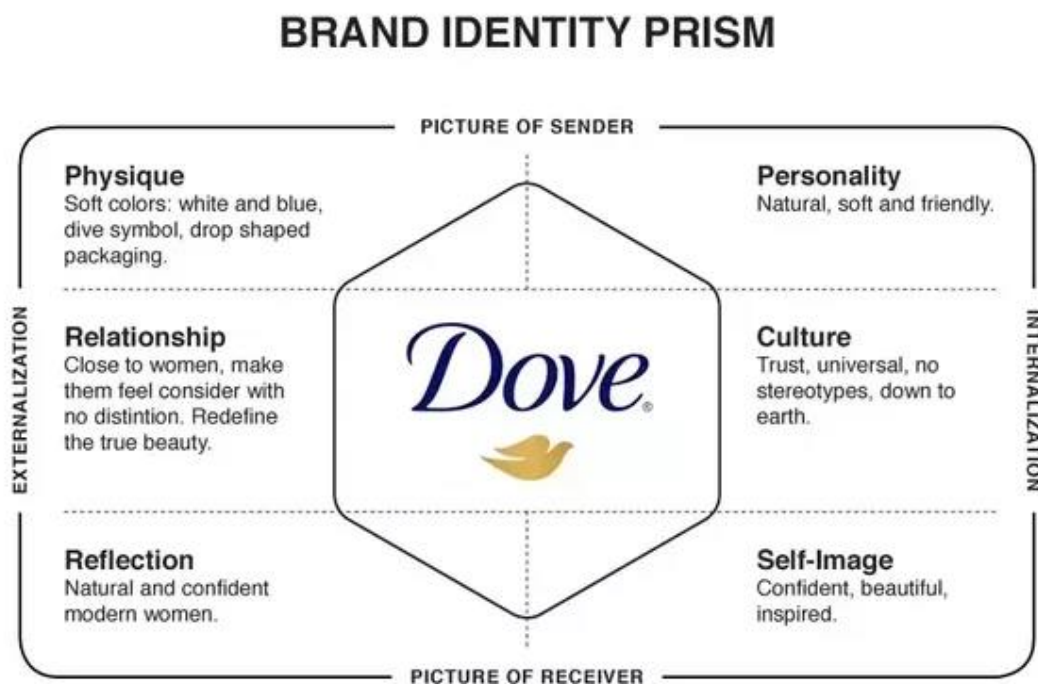 BRAND IDENTITY PRISM
PICTURE OF SENDER
Physique
Soft colors: white and blue,
dive symbol, drop shaped
packaging.
Personality
Natural, soft and friendly.
EXTERNALIZATION
Relationship
Close to women, make
them feel consider with
no distintion. Redefine
the true beauty.
Dove®
Culture
Trust, universal, no
stereotypes, down to
earth.
INTERNALIZATION
Reflection
Natural and confident
modern women.
Self-Image
Confident, beautiful,
inspired.
PICTURE OF RECEIVER